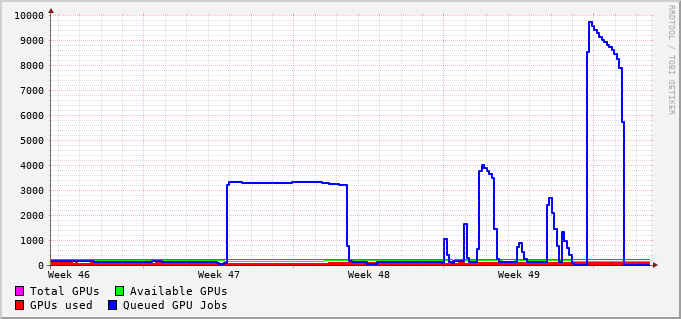 10000
9000
8000
7000
6000
5000
4000
3000
2000
1000
0
Week 46 Week 47 Week 48 Week 49
Total GPUs Available GPUs
GPUs used Queued GPU Jobs
RRDTOOL / TOBI OETIKER